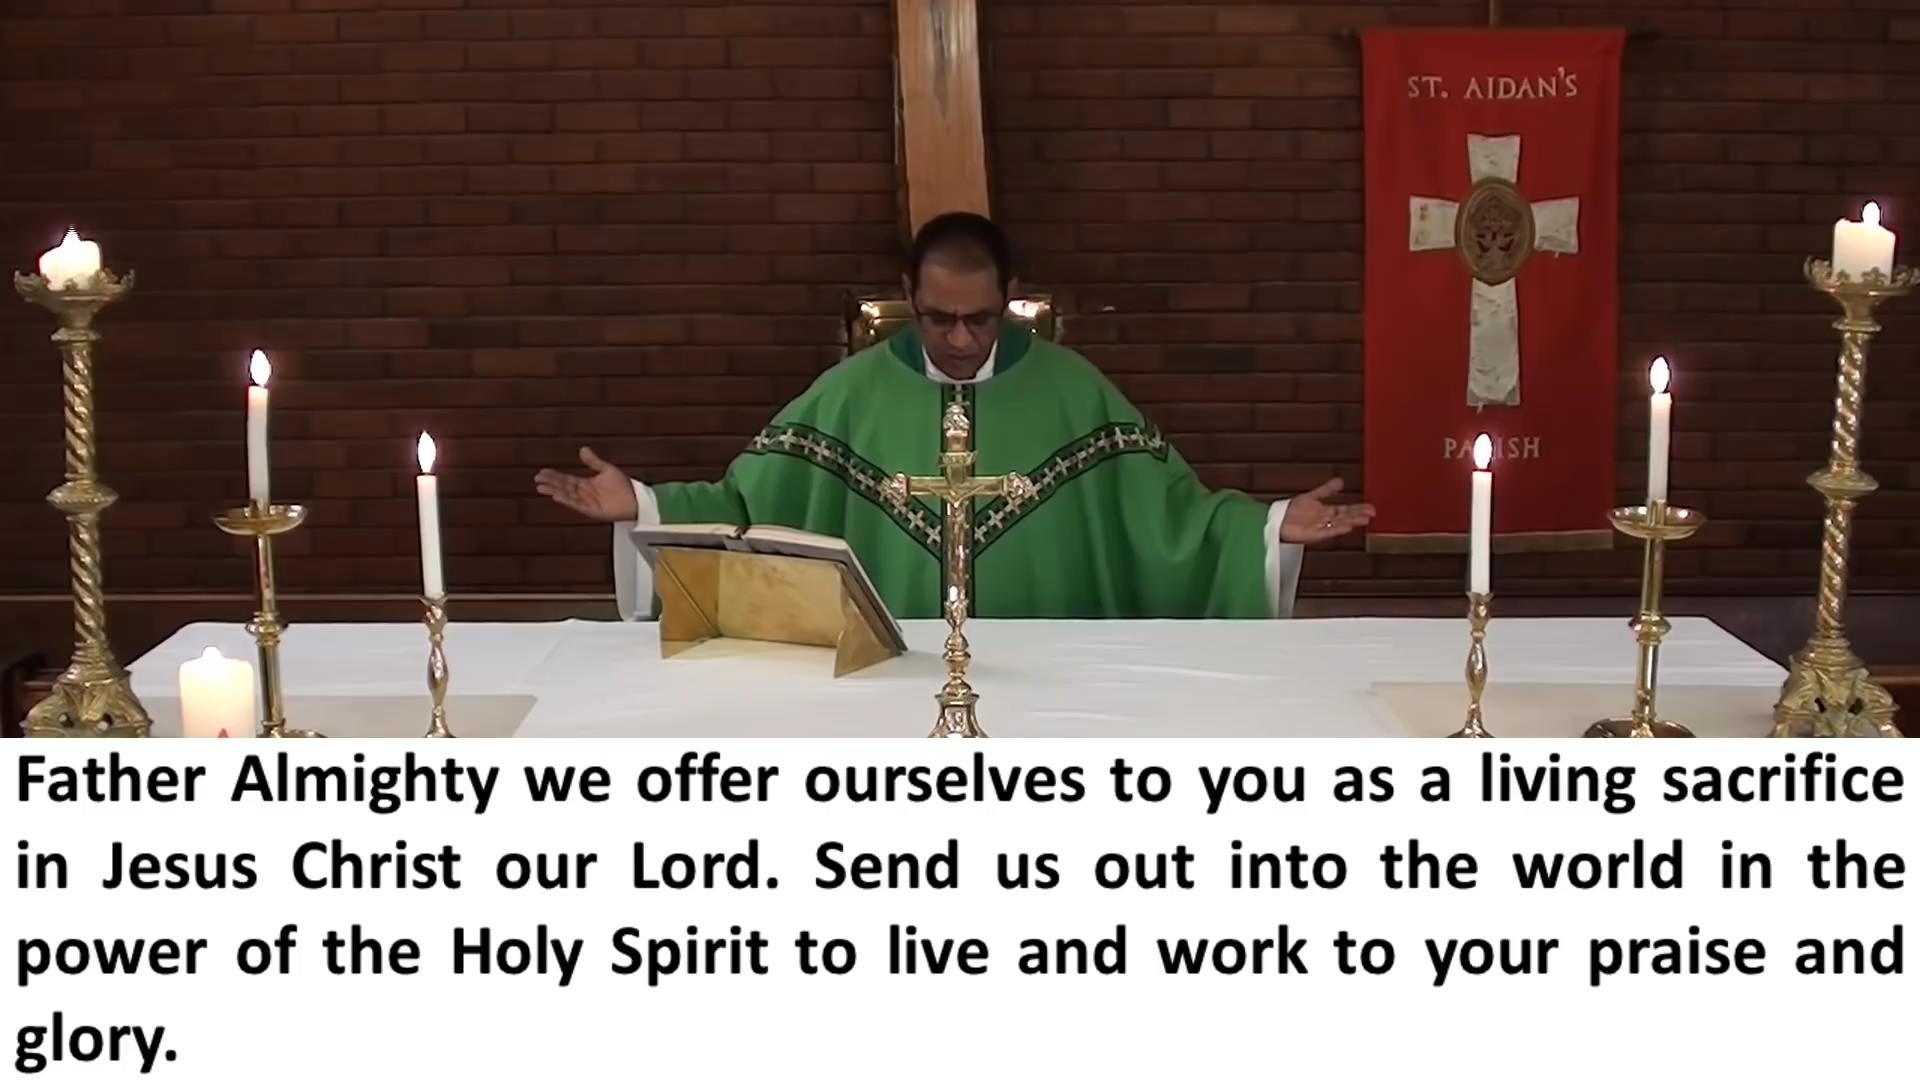 ST. AIDAN'S
PARISH
Father Almighty we offer ourselves to you as a living sacrifice
in Jesus Christ our Lord. Send us out into the world in the
power of the Holy Spirit to live and work to your praise and
glory.